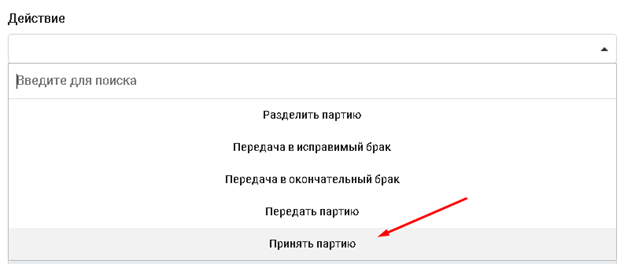 Действие
Введите для поиска
Разделить партию
Передача в исправимый брак
Передача в окончательный брак
Передать партию
Принять партию